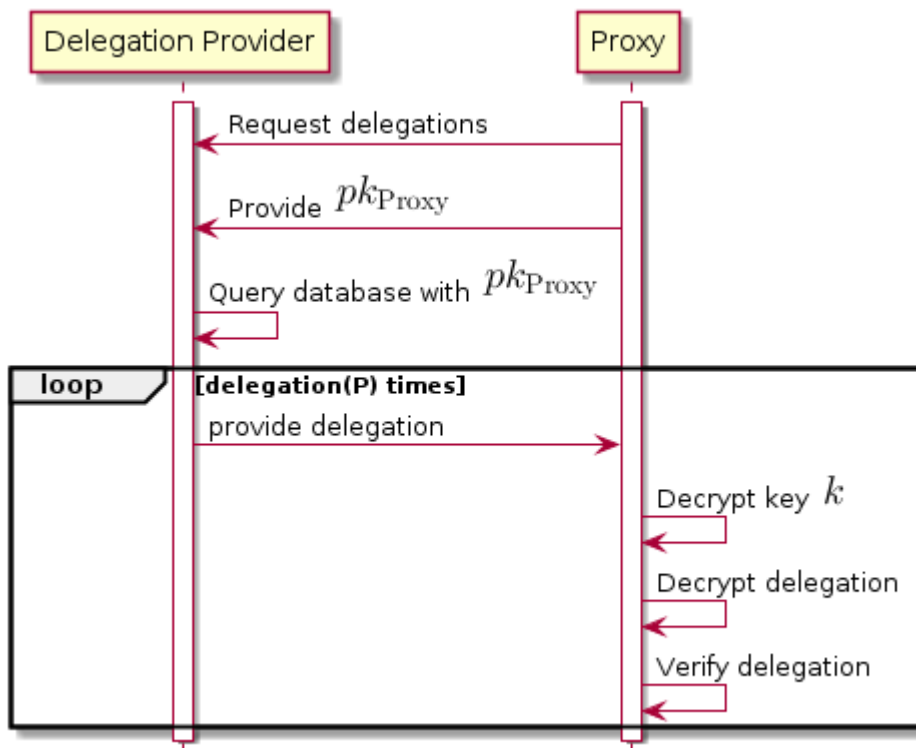 Delegation Provider
Proxy
Request delegations
Provide pk_Proxy
Query database with pk_Proxy
loop
[delegation(P) times]
provide delegation
Decrypt key k
Decrypt delegation
Verify delegation